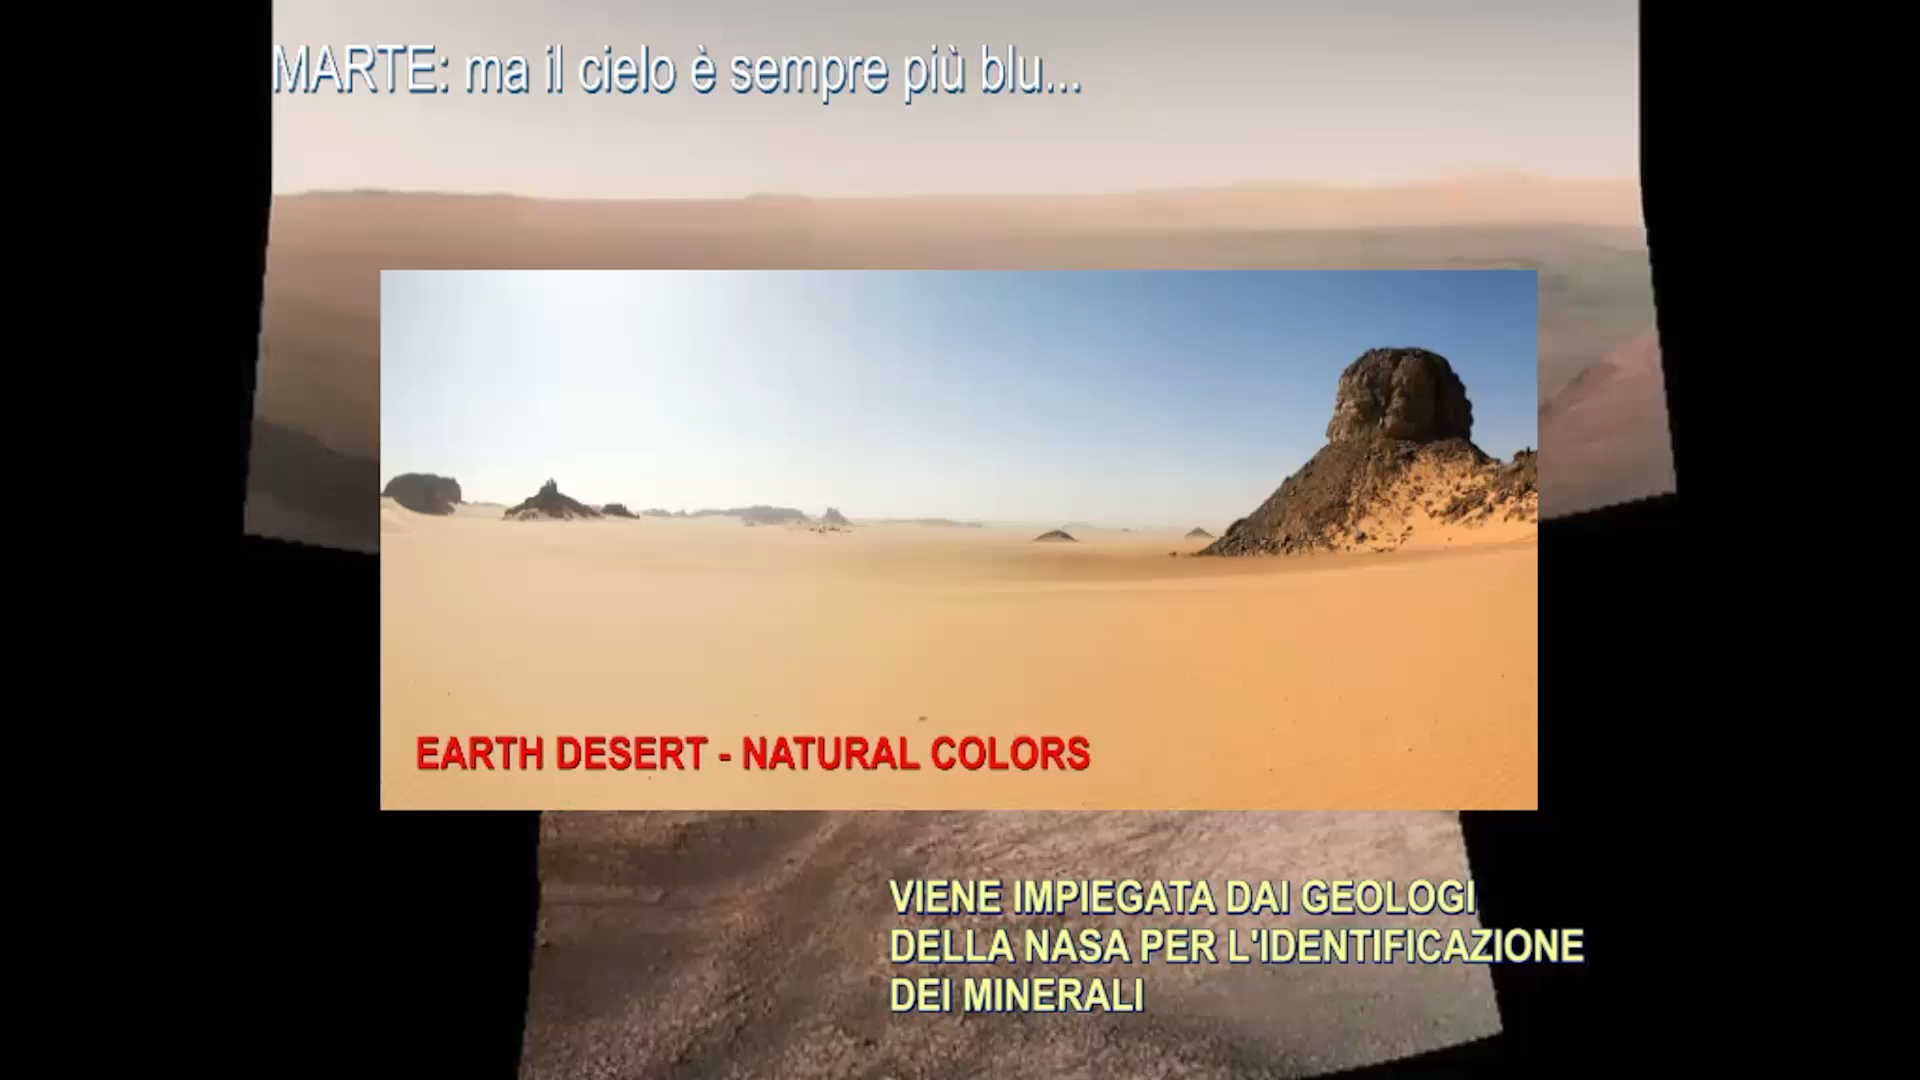 MARTE: ma il cielo è sempre più blu...
EARTH DESERT - NATURAL COLORS
VIENE IMPIEGATA DAI GEOLOGI
DELLA NASA PER L'IDENTIFICAZIONE
DEI MINERALI